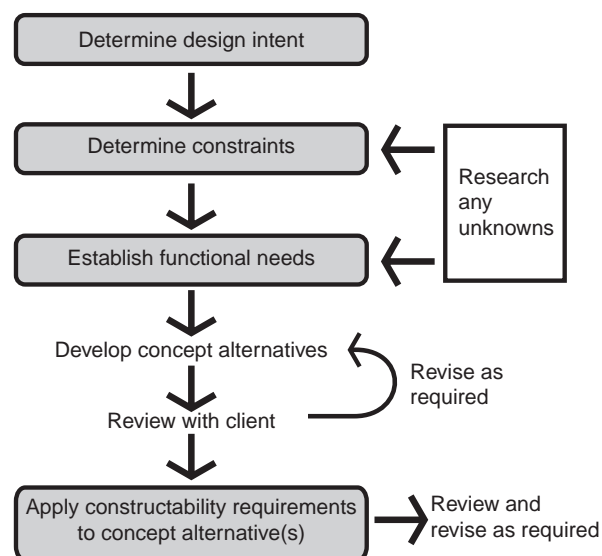 Determine design intent
Determine constraints
Research
any
unknowns
Establish functional needs
Develop concept alternatives
Revise as
required
Review with client
Apply constructability requirements
to concept alternative(s)
Review and
revise as required